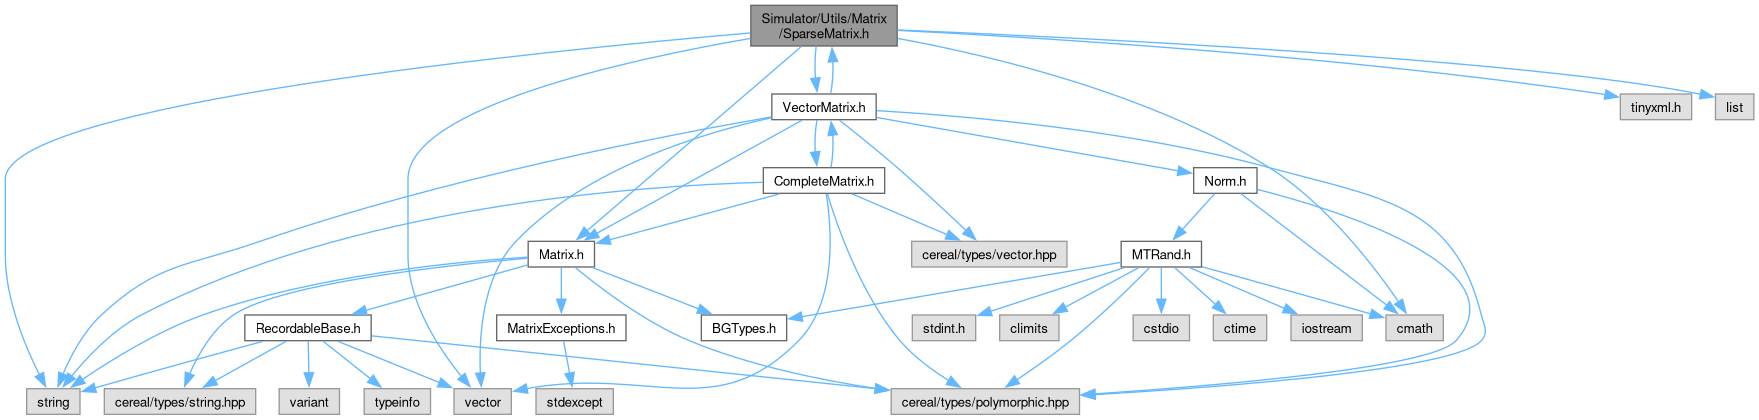 Simulator/Utils/Matrix
/SparseMatrix.h
VectorMatrix.h
tinyxml.h
list
CompleteMatrix.h
Norm.h
Matrix.h
cereal/types/vector.hpp
MTRand.h
RecordableBase.h
MatrixExceptions.h
BGTypes.h
stdint.h
climits
cstdio
ctime
iostream
cmath
string
cereal/types/string.hpp
variant
typeinfo
vector
stdexcept
cereal/types/polymorphic.hpp